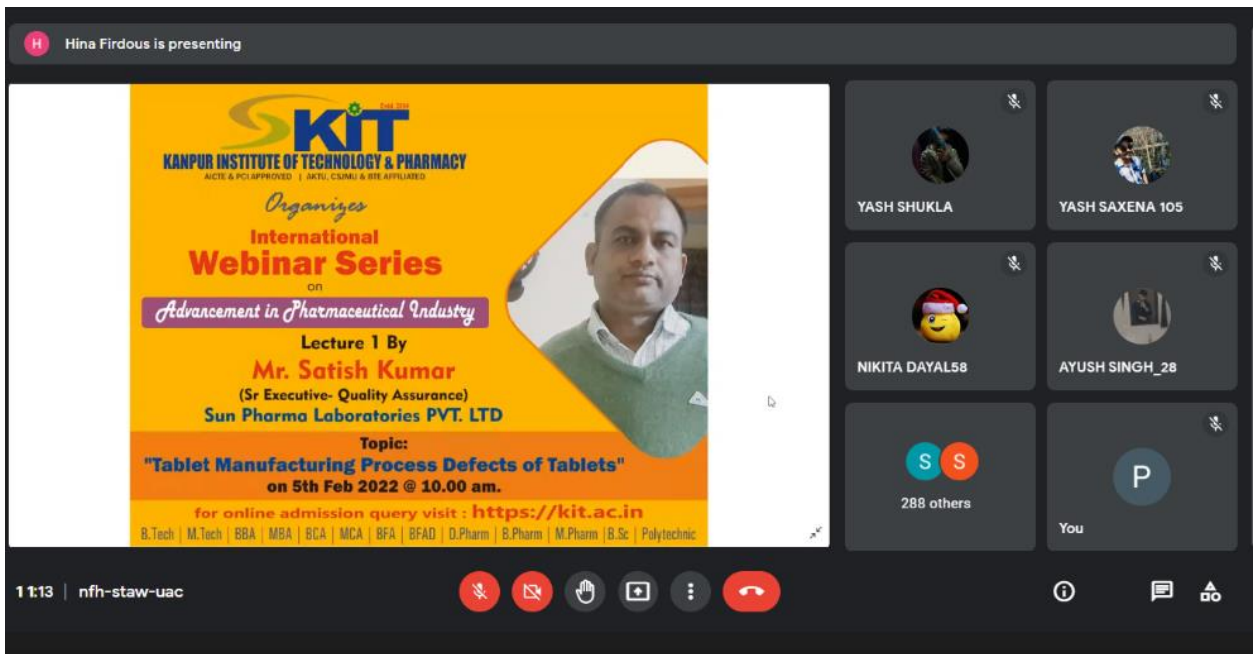 H Hina Firdous is presenting
Estd. 2004
SKIT
KANPUR INSTITUTE OF TECHNOLOGY & PHARMACY
AICTE & PCI APPROVED | AKTU, CSJMU & BTE AFFILIATED
Organizes
International
Webinar Series
on
Advancement in Pharmaceutical Industry
Lecture 1 By
Mr. Satish Kumar
(Sr Executive- Quality Assurance)
Sun Pharma Laboratories PVT. LTD
Topic:
"Tablet Manufacturing Process Defects of Tablets"
on 5th Feb 2022 @ 10.00 am.
for online admission query visit : https://kit.ac.in
B.Tech | M.Tech | BBA | MBA | BCA | MCA | BFA | BFAD | D.Pharm | B.Pharm | M.Pharm | B.Sc | Polytechnic
YASH SHUKLA
YASH SAXENA 105
NIKITA DAYAL58
AYUSH SINGH_28
S S
288 others
P
You
11:13 | nfh-staw-uac